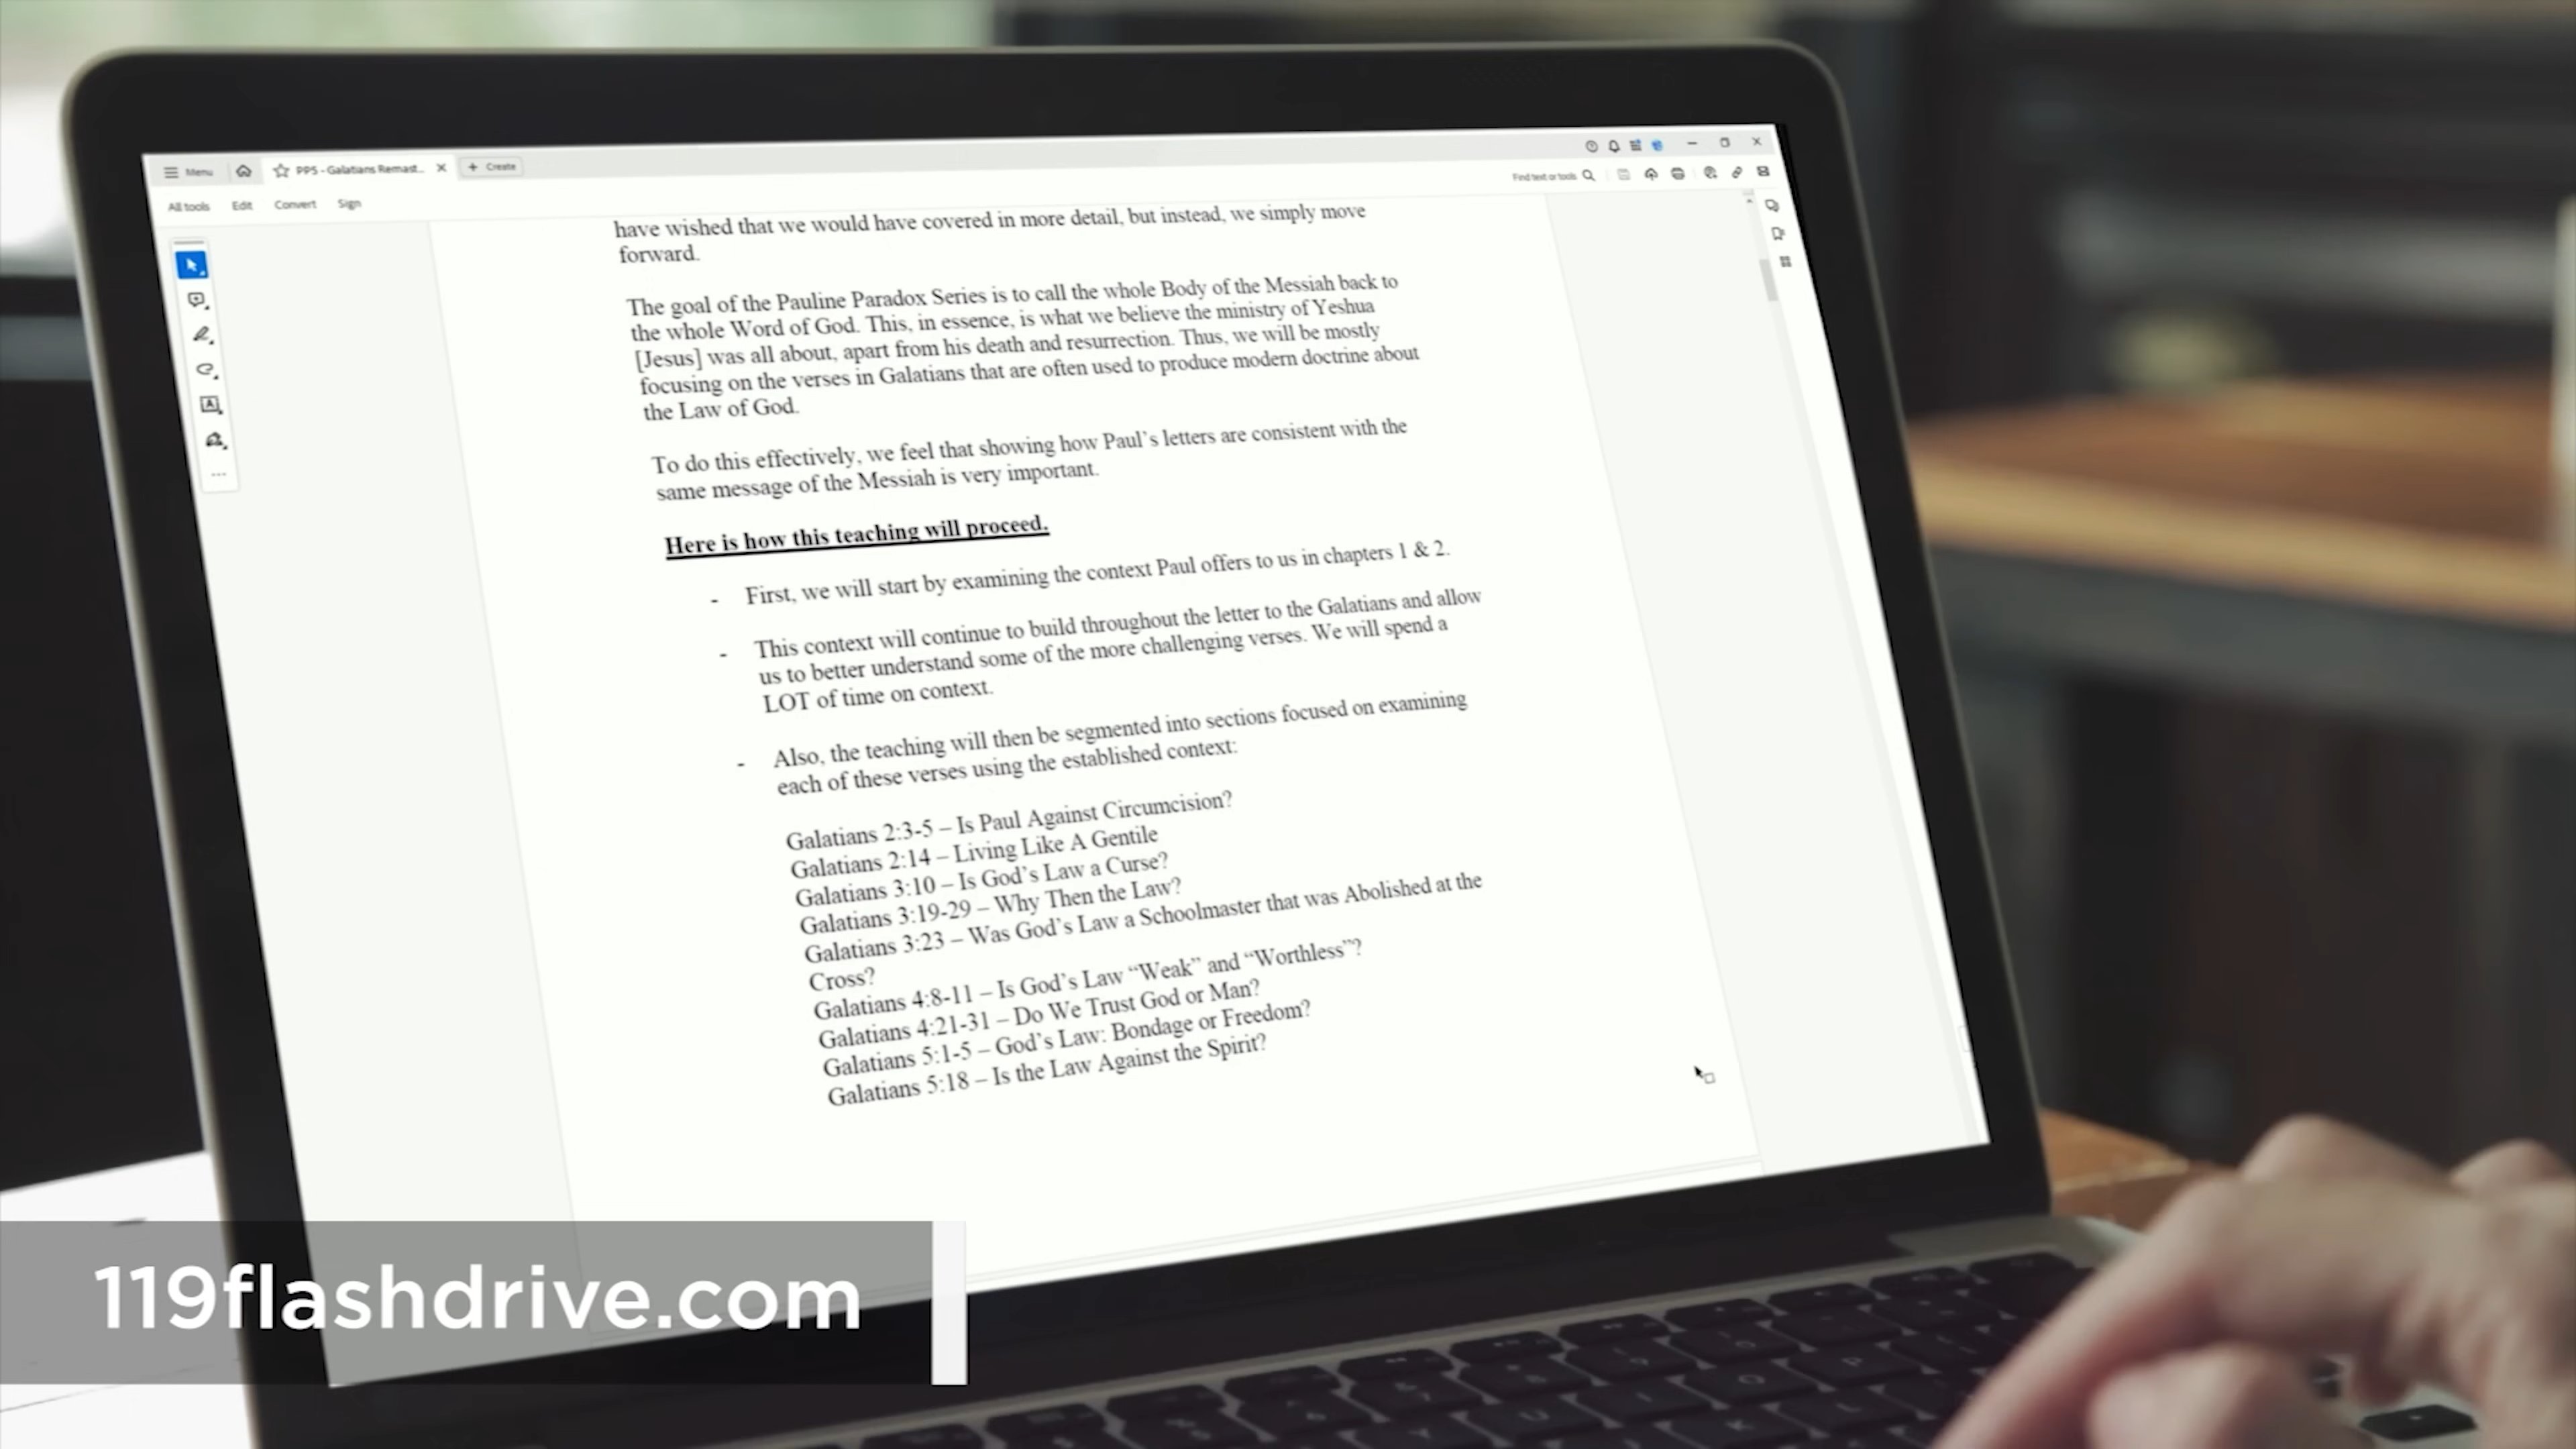 Menu
PP5 - Galatians Remast...
Create
Find text or tools
All tools
Edit
Convert
Sign
have wished that we would have covered in more detail, but instead, we simply move
forward.
The goal of the Pauline Paradox Series is to call the whole Body of the Messiah back to
the whole Word of God. This, in essence, is what we believe the ministry of Yeshua
[Jesus] was all about, apart from his death and resurrection. Thus, we will be mostly
focusing on the verses in Galatians that are often used to produce modern doctrine about
the Law of God.
To do this effectively, we feel that showing how Paul’s letters are consistent with the
same message of the Messiah is very important.
Here is how this teaching will proceed.
- First, we will start by examining the context Paul offers to us in chapters 1 & 2.
- This context will continue to build throughout the letter to the Galatians and allow
us to better understand some of the more challenging verses. We will spend a
LOT of time on context.
- Also, the teaching will then be segmented into sections focused on examining
each of these verses using the established context:
Galatians 2:3-5 – Is Paul Against Circumcision?
Galatians 2:14 – Living Like A Gentile
Galatians 3:10 – Is God’s Law a Curse?
Galatians 3:19-29 – Why Then the Law?
Galatians 3:23 – Was God’s Law a Schoolmaster that was Abolished at the
Cross?
Galatians 4:8-11 – Is God’s Law “Weak” and “Worthless”?
Galatians 4:21-31 – Do We Trust God or Man?
Galatians 5:1-5 – God’s Law: Bondage or Freedom?
Galatians 5:18 – Is the Law Against the Spirit?
119flashdrive.com